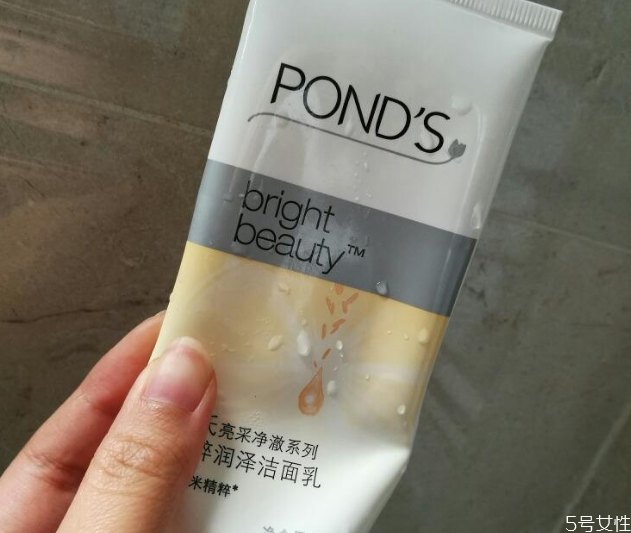 POND'S
bright
beauty™
氏亮采净澈系列
粹润泽洁面乳
米精粹*
5号女性